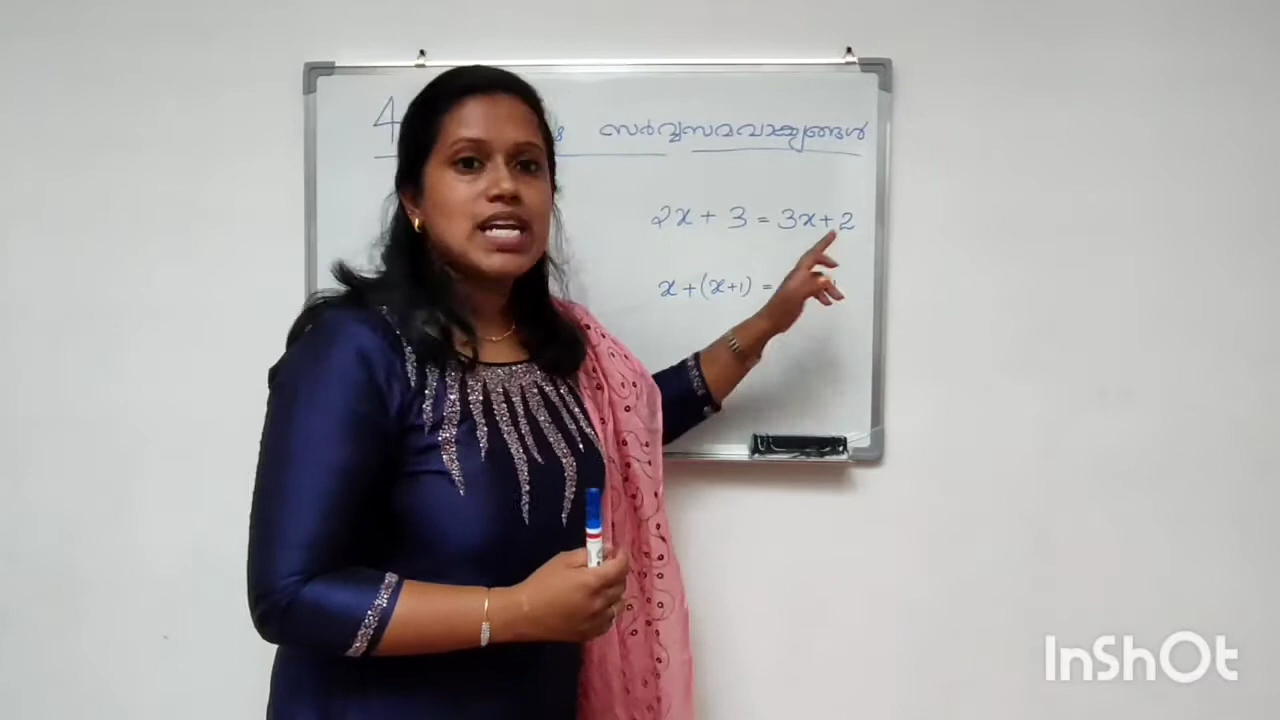 4 സർവ്വസമവാക്യങ്ങൾ
2x + 3 = 3x+2
x +(x+1) =
InShOt